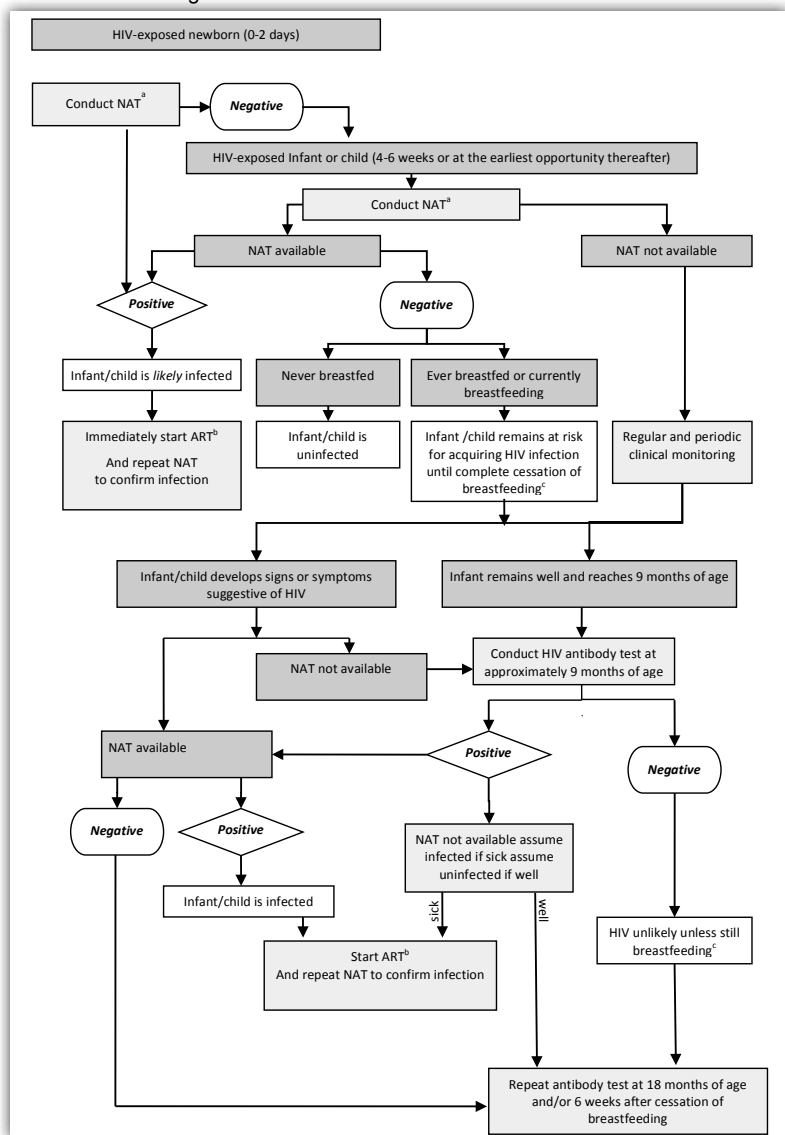 HIV-exposed newborn (0-2 days)
Conduct NATa
Negative
HIV-exposed Infant or child (4-6 weeks or at the earliest opportunity thereafter)
Conduct NATa
NAT available
NAT not available
Positive
Negative
Infant/child is likely infected
Never breastfed
Ever breastfed or currently
breastfeeding
Immediately start ARTb
And repeat NAT
to confirm infection
Infant/child is
uninfected
Infant /child remains at risk
for acquiring HIV infection
until complete cessation of
breastfeedingc
Regular and periodic
clinical monitoring
Infant/child develops signs or symptoms
suggestive of HIV
Infant remains well and reaches 9 months of age
NAT not available
Conduct HIV antibody test at
approximately 9 months of age
NAT available
Positive
Negative
Negative
Positive
NAT not available assume
infected if sick assume
uninfected if well
Infant/child is infected
sick
well
HIV unlikely unless still
breastfeedingc
Start ARTb
And repeat NAT to confirm infection
Repeat antibody test at 18 months of age
and/or 6 weeks after cessation of
breastfeeding